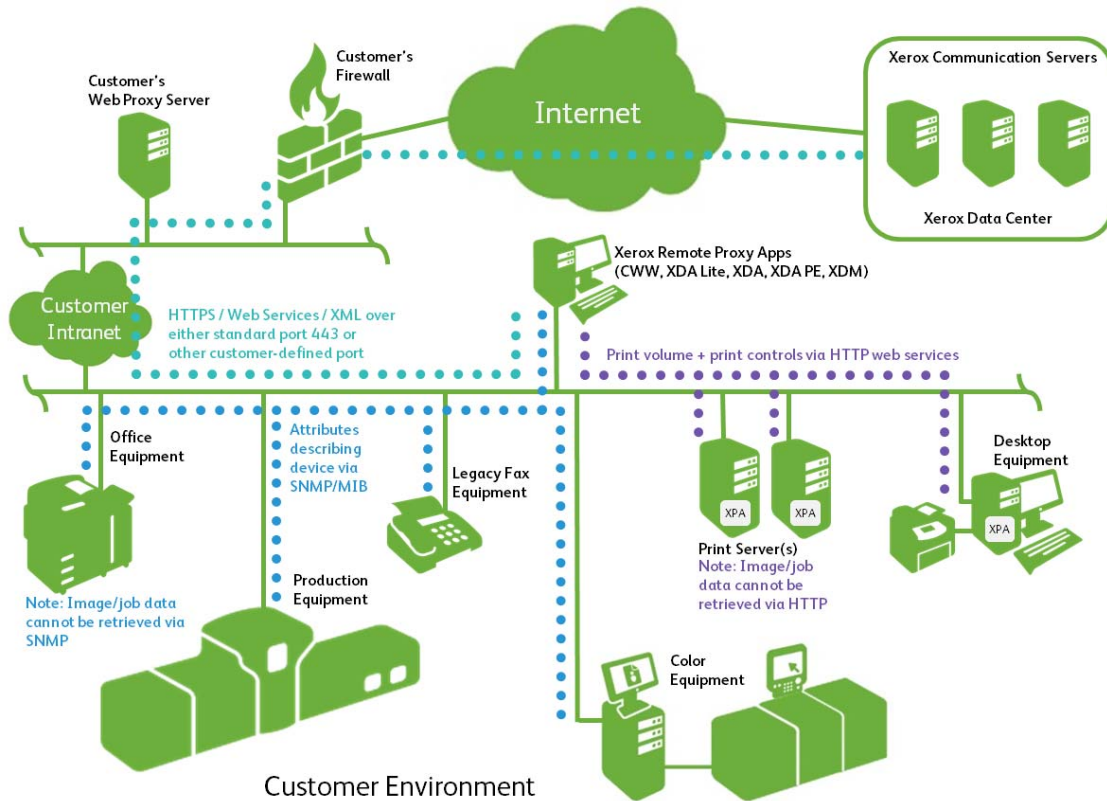 Customer's
Web Proxy Server
Customer's
Firewall
Internet
Xerox Communication Servers
Xerox Data Center
Customer
Intranet
Xerox Remote Proxy Apps
(CWW, XDA Lite, XDA, XDA PE, XDM)
HTTPS / Web Services / XML over
either standard port 443 or
other customer-defined port
Print volume + print controls via HTTP web services
Office
Equipment
Attributes
describing
device via
SNMP/MIB
Legacy Fax
Equipment
Desktop
Equipment
XPA
XPA
XPA
Print Server(s)
Note: Image/job
data cannot be
retrieved via HTTP
Note: Image/job data
cannot be retrieved via
SNMP
Production
Equipment
Color
Equipment
Customer Environment